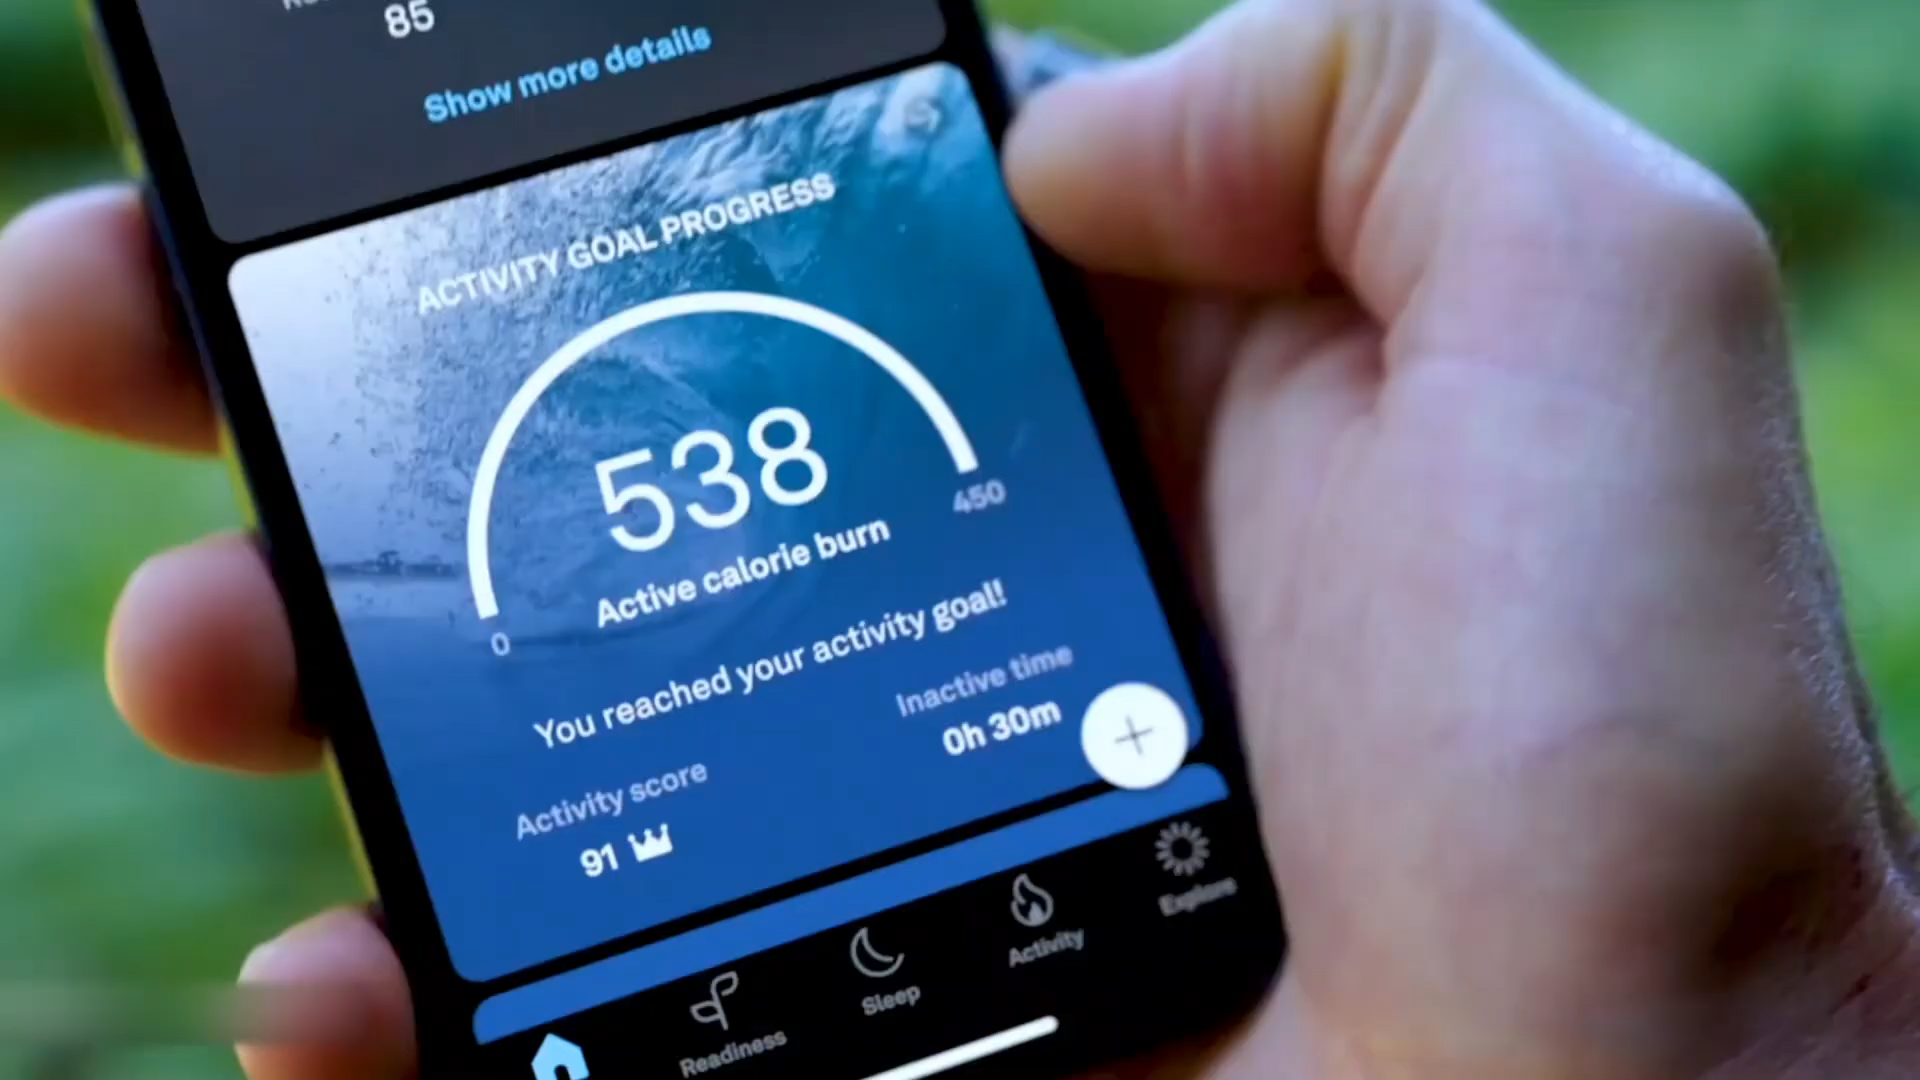 85
Show more details
ACTIVITY GOAL PROGRESS
538
Active calorie burn
0
450
You reached your activity goal!
Inactive time
0h 30m
Activity score
91
+
Readiness
Sleep
Activity
Explore